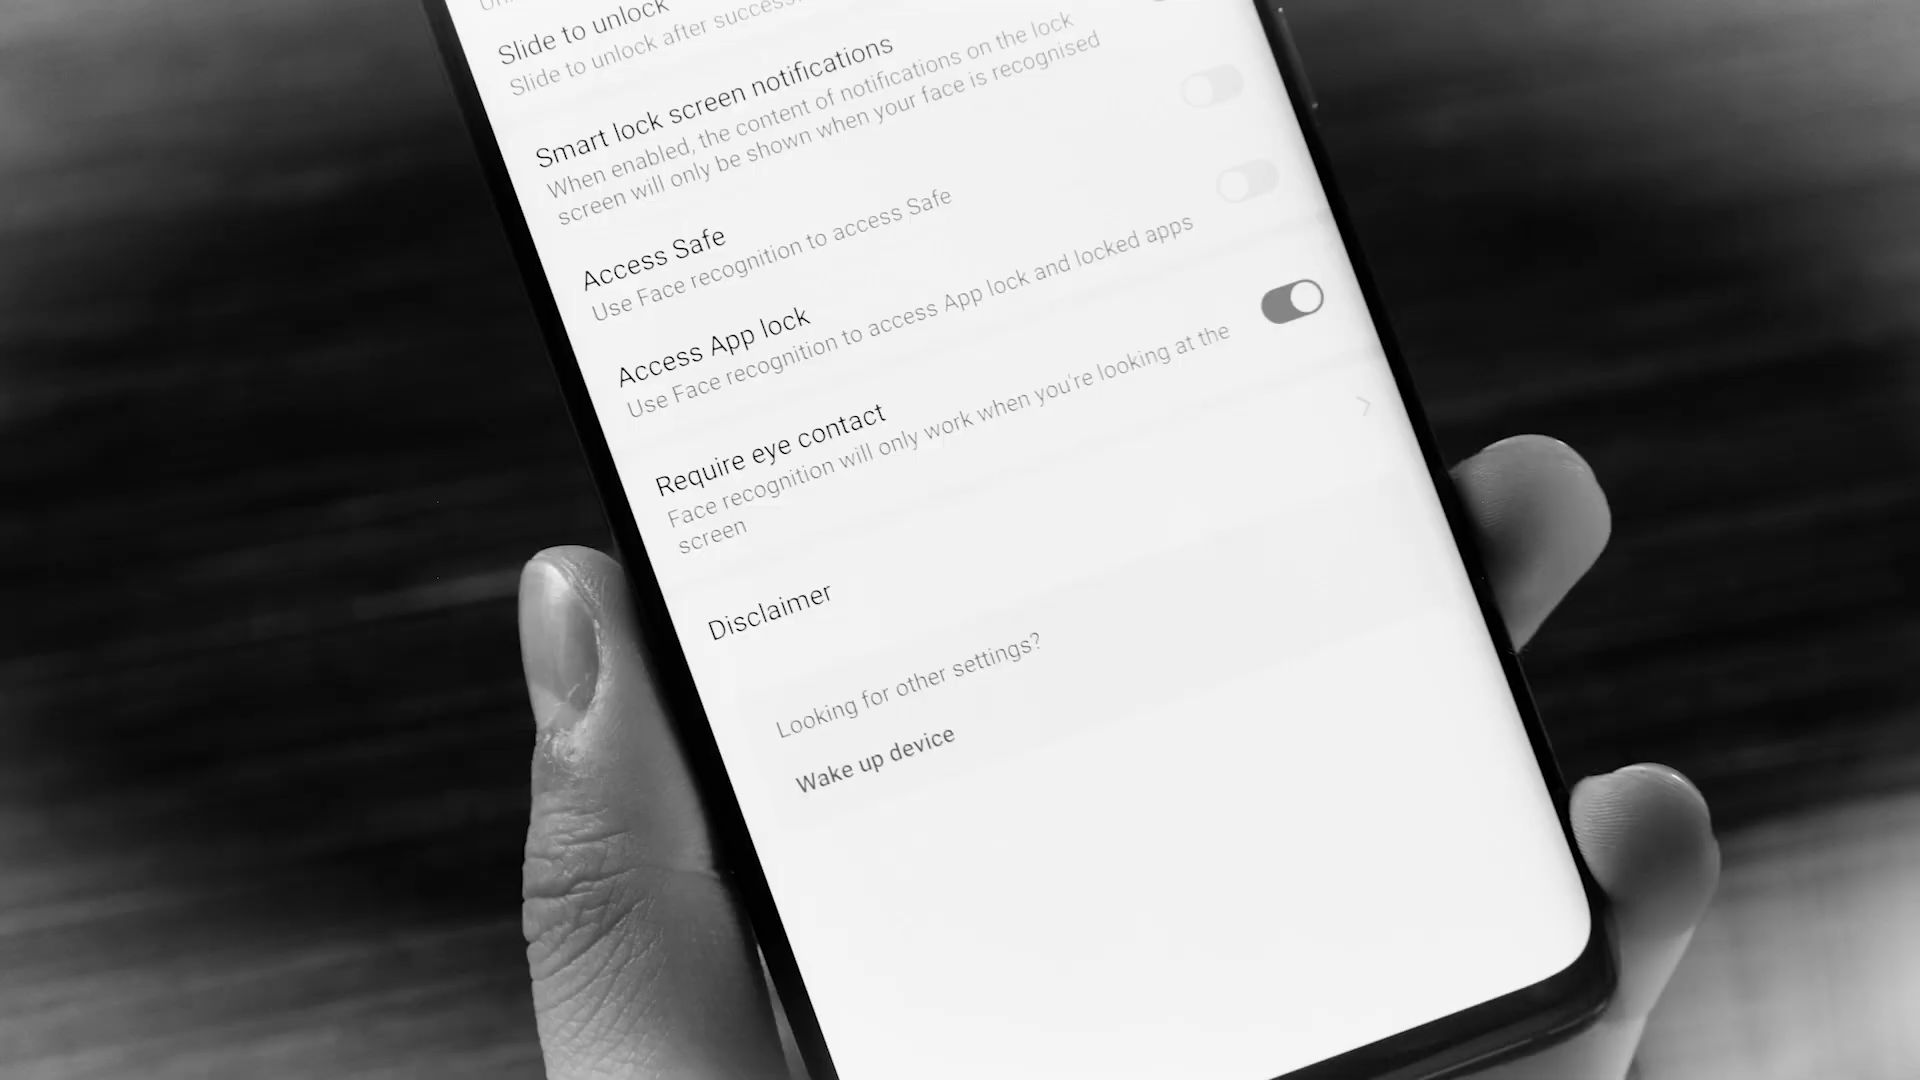 Slide to unlock
Slide to unlock after
Smart lock screen notifications
When enabled, the content of notifications on the lock
screen will only be shown when your face is recognised
Access Safe
Use Face recognition to access Safe
Access App lock
Use Face recognition to access App lock and locked apps
Require eye contact
Face recognition will only work when you're looking at the
screen
Disclaimer
Looking for other settings?
Wake up device